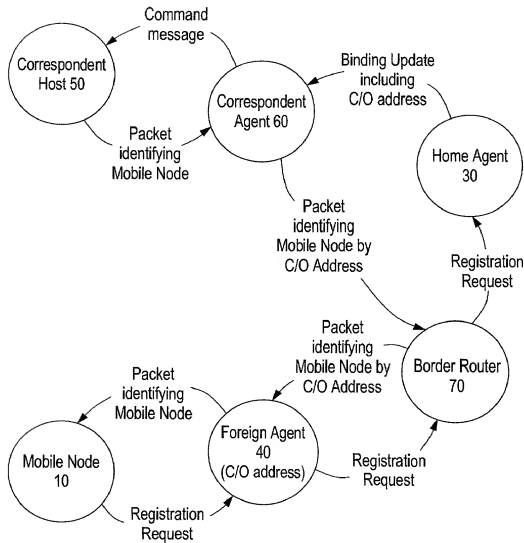 Command
message
Correspondent
Host 50
Correspondent
Agent 60
Binding Update
including
C/O address
Packet
identifying
Mobile Node
Home Agent
30
Packet
identifying
Mobile Node by
C/O Address
Registration
Request
Packet
identifying
Mobile Node by
C/O Address
Border Router
70
Packet
identifying
Mobile Node
Foreign Agent
40
(C/O address)
Mobile Node
10
Registration
Request
Registration
Request